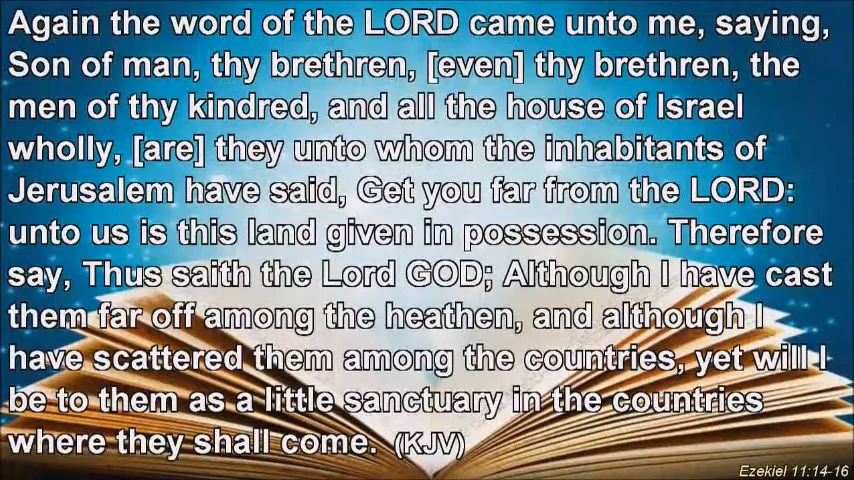 Again the word of the LORD came unto me, saying,
Son of man, thy brethren, [even] thy brethren, the
men of thy kindred, and all the house of Israel
wholly, [are] they unto whom the inhabitants of
Jerusalem have said, Get you far from the LORD:
unto us is this land given in possession. Therefore
say, Thus saith the Lord GOD; Although I have cast
them far off among the heathen, and although I
have scattered them among the countries, yet will I
be to them as a little sanctuary in the countries
where they shall come. (KJV)
Ezekiel 11:14-16